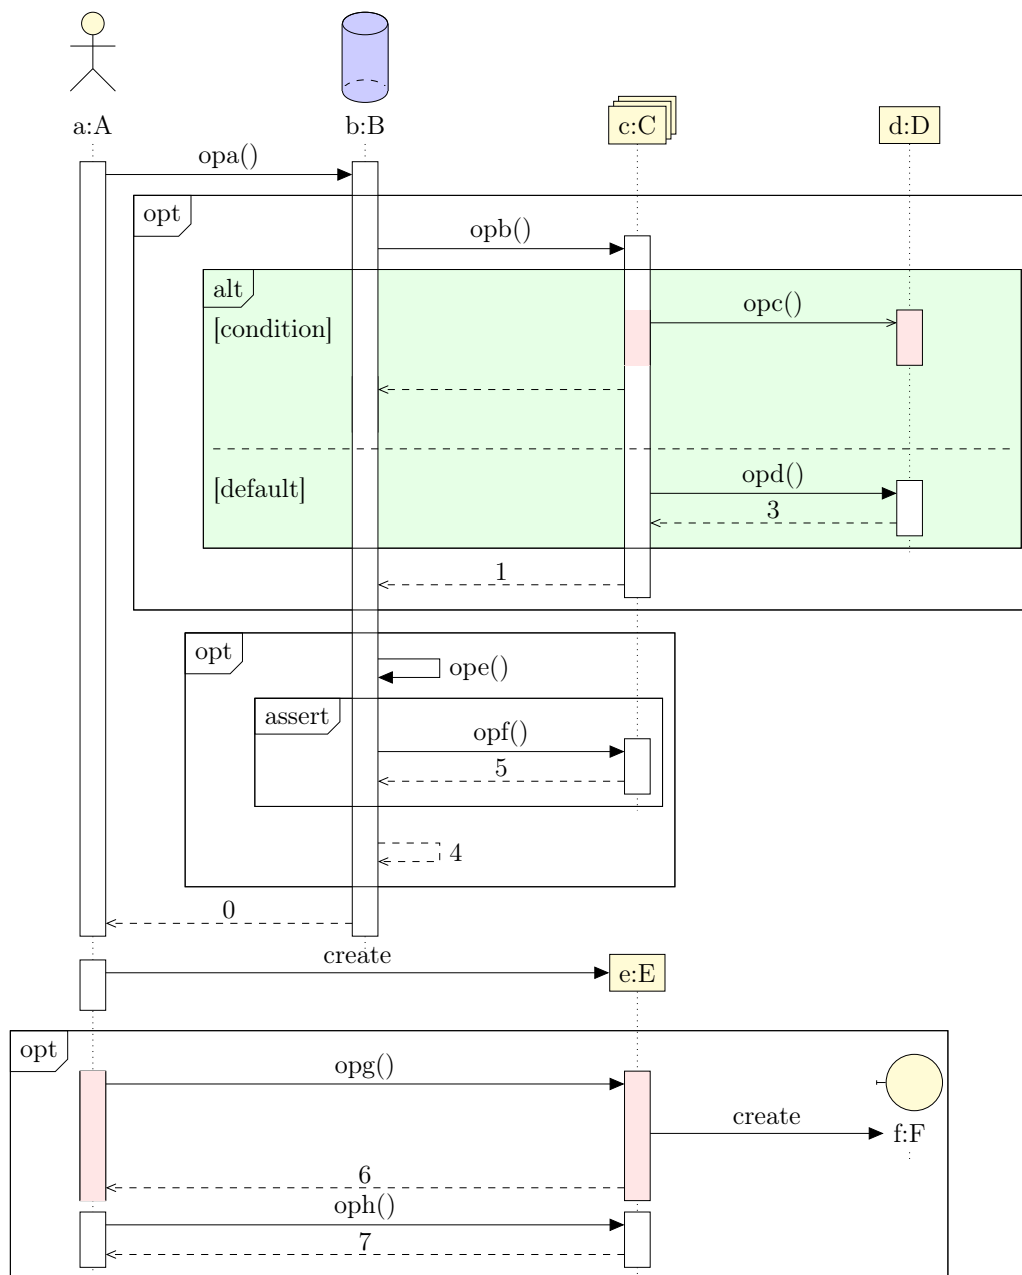 a:A
b:B
c:C
d:D
opa()
opt
opb()
alt
opc()
[condition]
opd()
[default]
3
1
opt
ope()
assert
opf()
5
4
0
create
e:E
opt
opg()
create
f:F
6
oph()
7